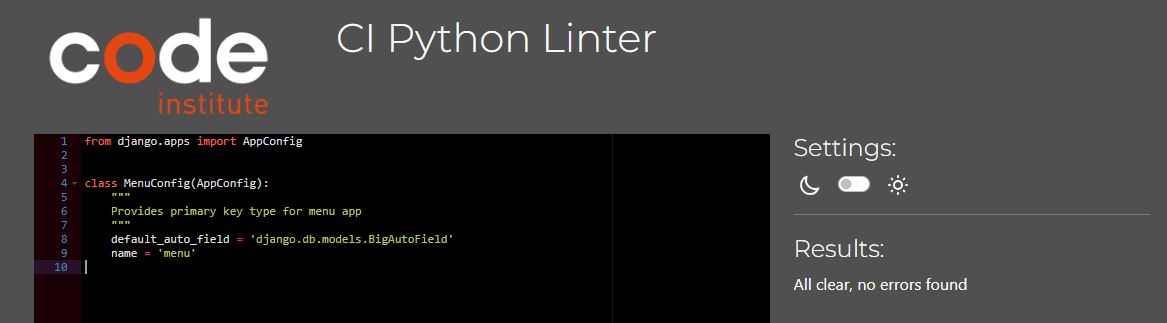 code
institute
CI Python Linter
1 from django.apps import AppConfig
2
3
4 class MenuConfig(AppConfig):
5     """
6     Provides primary key type for menu app
7     """
8     default_auto_field = 'django.db.models.BigAutoField'
9     name = 'menu'
10
Settings:
Results:
All clear, no errors found